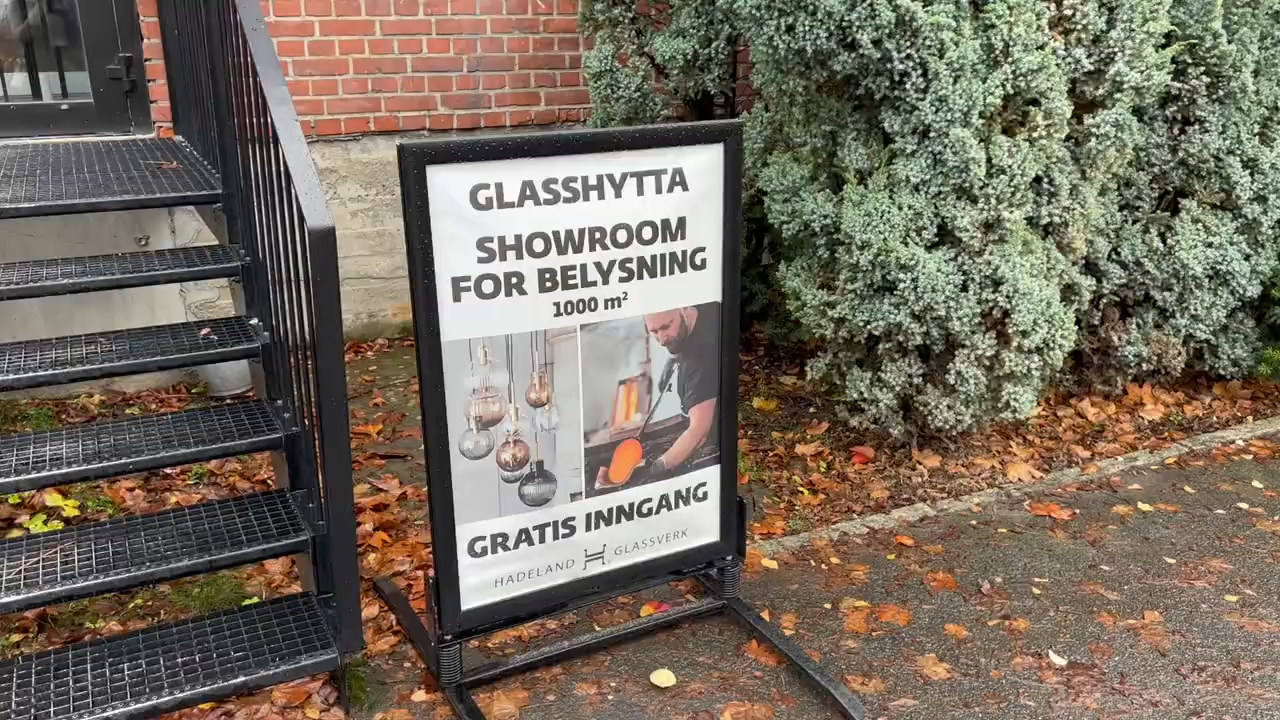 GLASSHYTTA
SHOWROOM
FOR BELYSNING
1000 m²
GRATIS INNGANG
HADELAND GLASSVERK